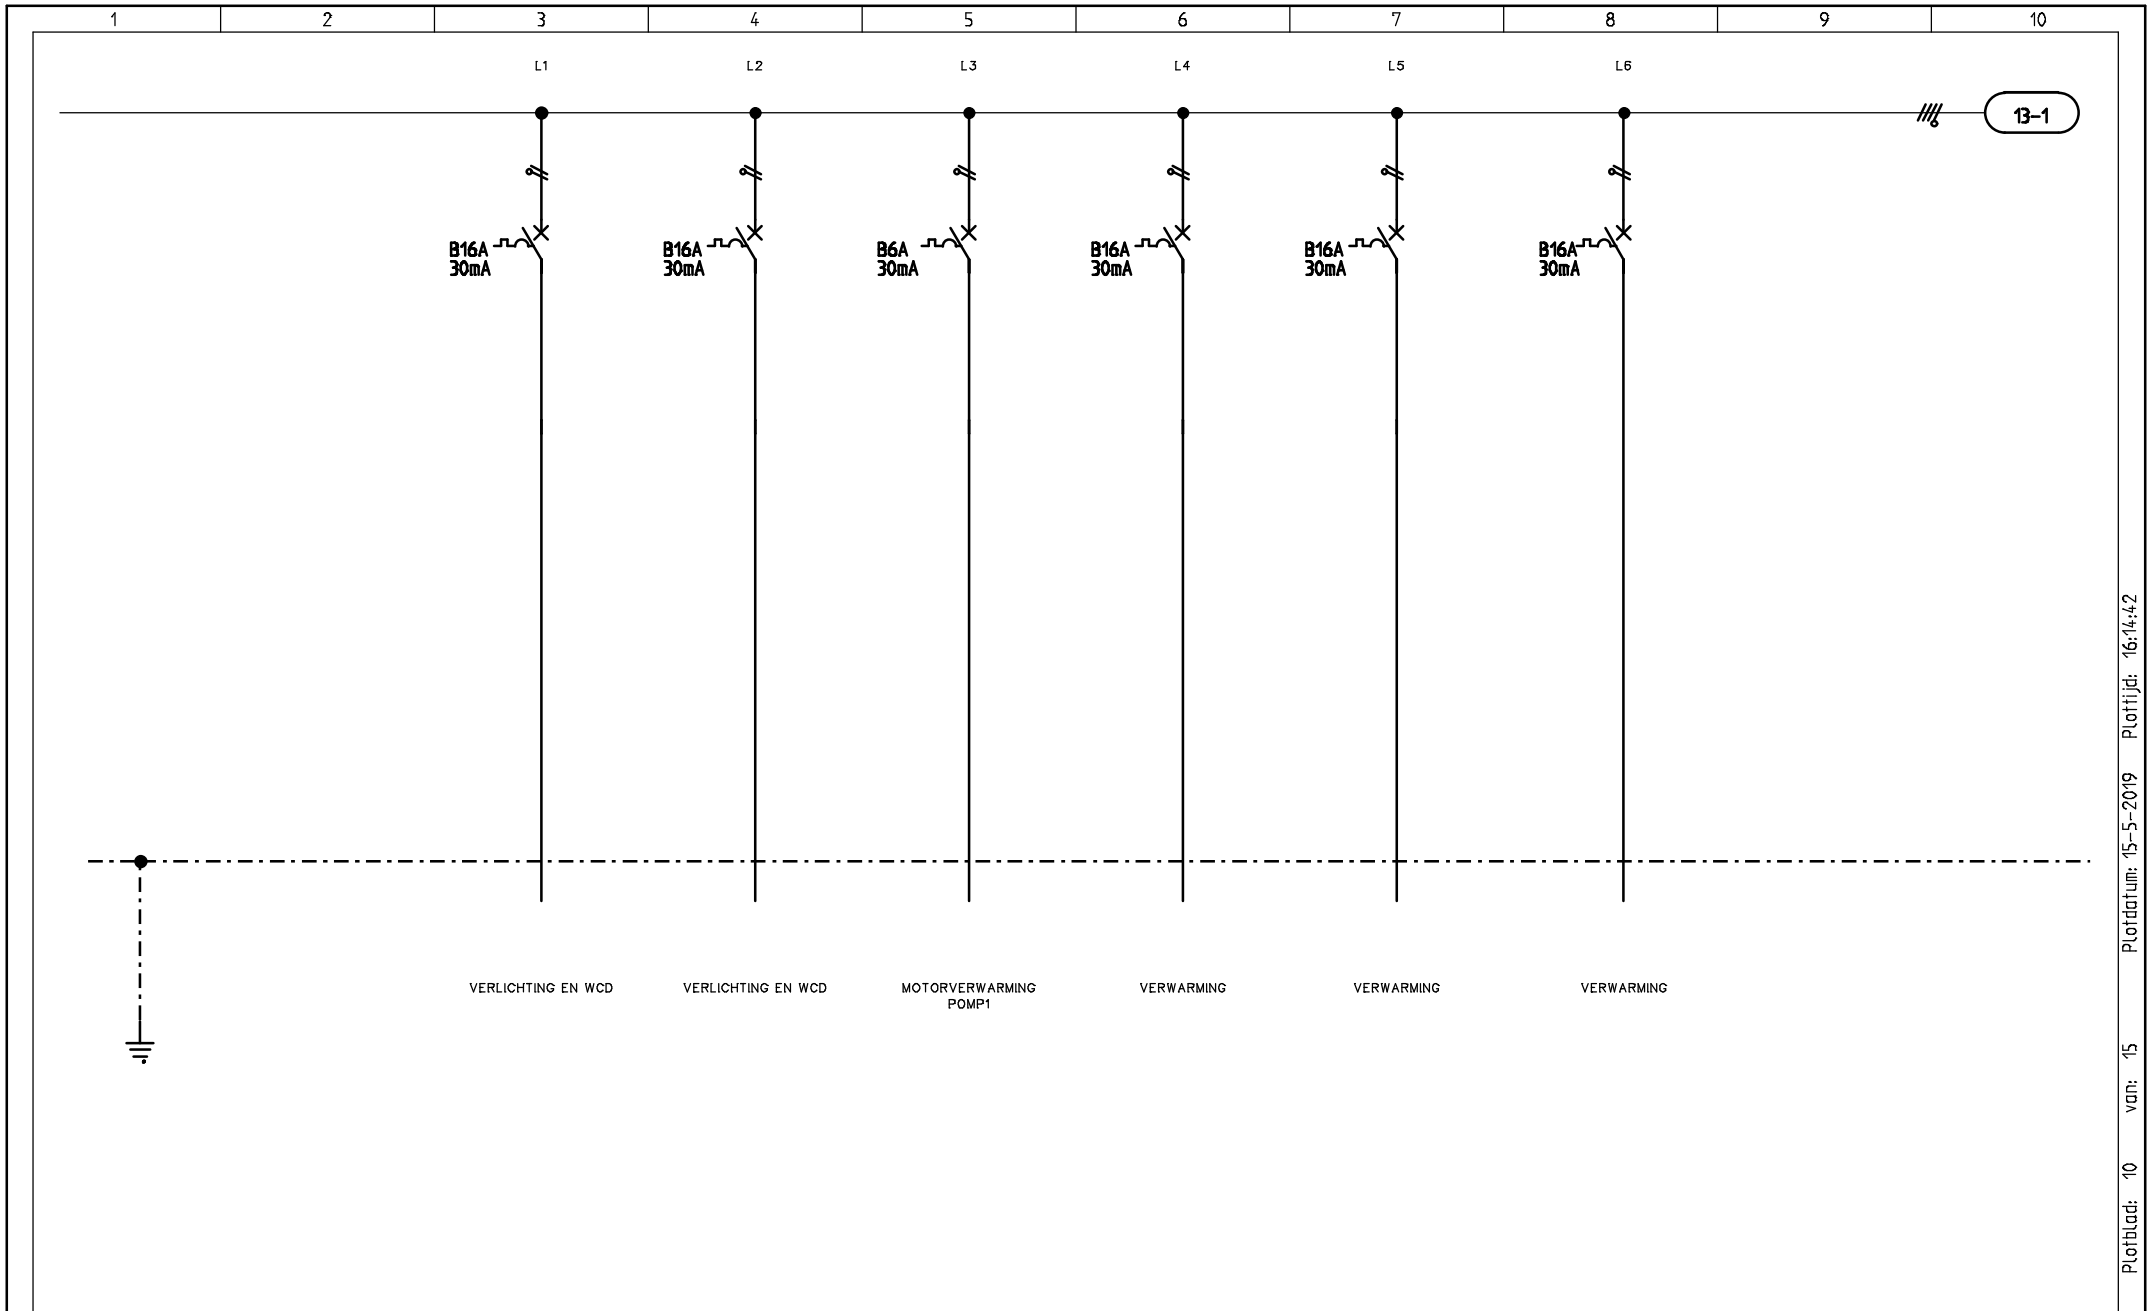 1 2 3 4 5 6 7 8 9 10
L1 L2 L3 L4 L5 L6
13-1
B16A B16A B6A B16A B16A B16A
30mA 30mA 30mA 30mA 30mA 30mA
VERLICHTING EN WCD VERLICHTING EN WCD MOTORVERWARMING VERWARMING VERWARMING VERWARMING
POMP1
Plotblad: 10 van: 15 Plotdatum: 15-5-2019 Plottijd: 16:14:42